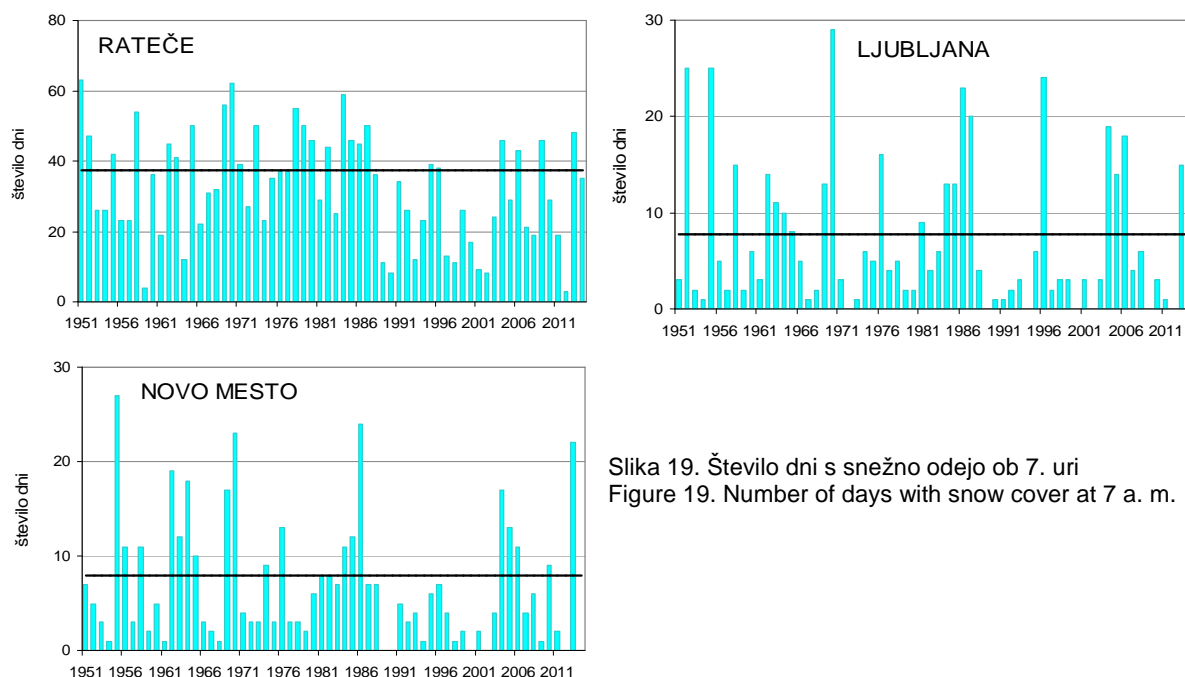 RATEČE
število dni
80
60
40
20
0
1951 1956 1961 1966 1971 1976 1981 1986 1991 1996 2001 2006 2011
LJUBLJANA
število dni
30
20
10
0
1951 1956 1961 1966 1971 1976 1981 1986 1991 1996 2001 2006 2011
NOVO MESTO
število dni
30
20
10
0
1951 1956 1961 1966 1971 1976 1981 1986 1991 1996 2001 2006 2011
Slika 19. Število dni s snežno odejo ob 7. uri
Figure 19. Number of days with snow cover at 7 a. m.